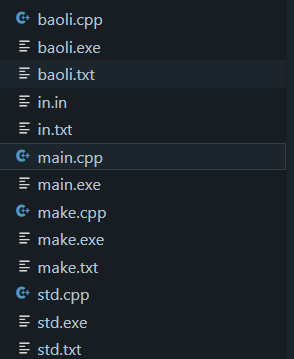 baoli.cpp
baoli.exe
baoli.txt
in.in
in.txt
main.cpp
main.exe
make.cpp
make.exe
make.txt
std.cpp
std.exe
std.txt